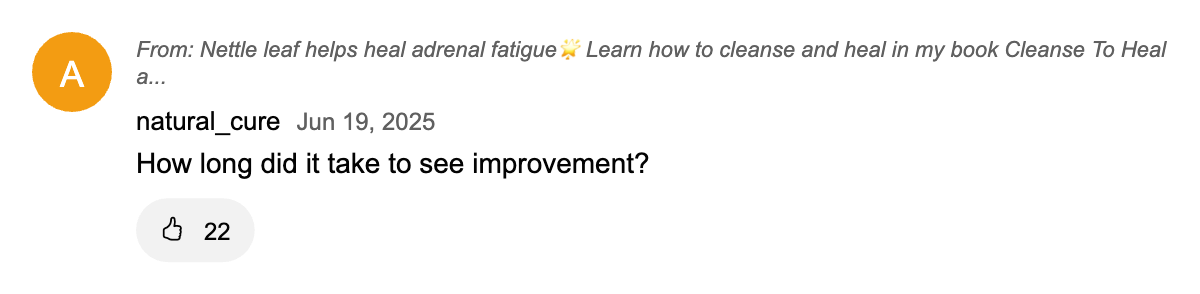 A
From: Nettle leaf helps heal adrenal fatigue🌟 Learn how to cleanse and heal in my book Cleanse To Heal
a...
natural_cure Jun 19, 2025
How long did it take to see improvement?
22